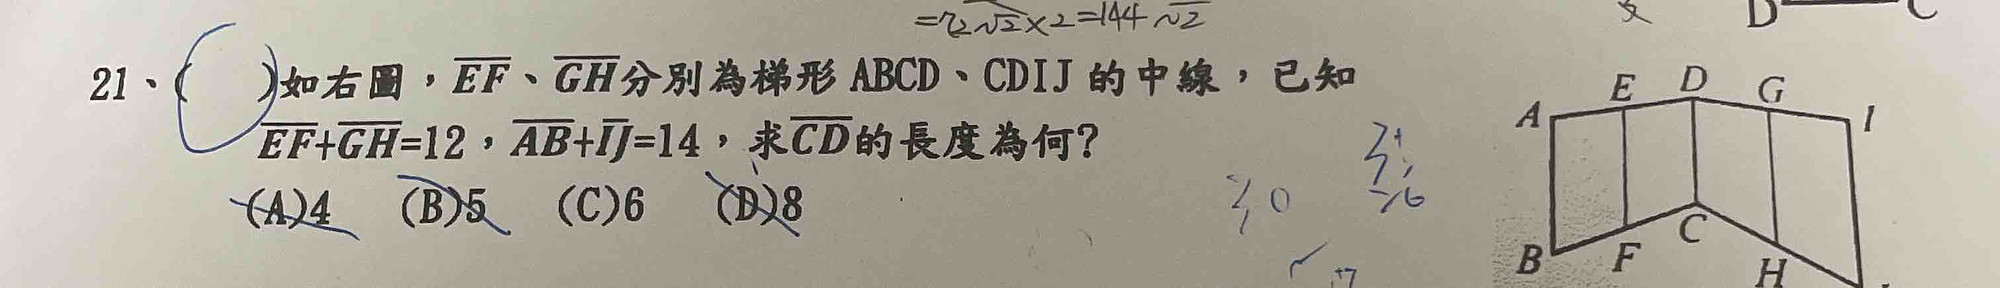 =72√2×2=144√2
D C
21、( )如右圖，EF、GH分別為梯形 ABCD、CDIJ 的中線，已知
EF+GH=12，AB+IJ=14，求CD的長度為何?
(A)4 (B)5 (C)6 (D)8
A E D G I
B F C H